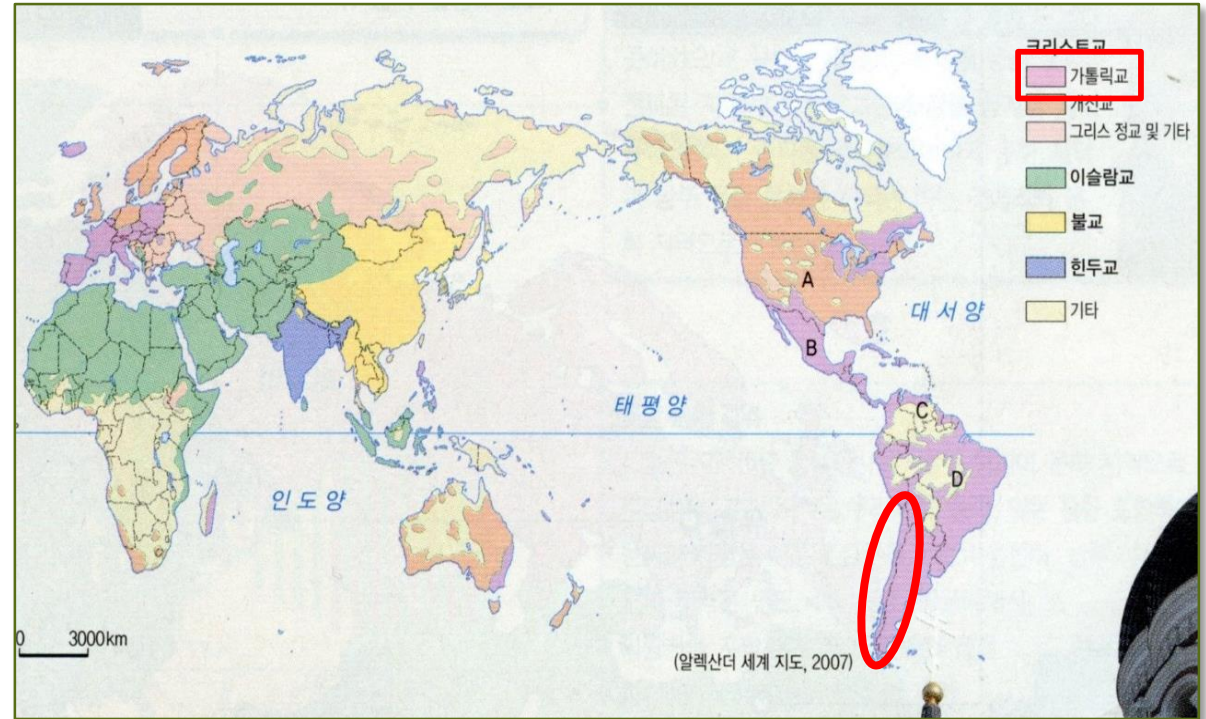 크리스트교
가톨릭교
개신교
그리스 정교 및 기타
이슬람교
불교
힌두교
기타
A
B
C
D
대서양
태평양
인도양
0 3000km
(알렉산더 세계 지도, 2007)